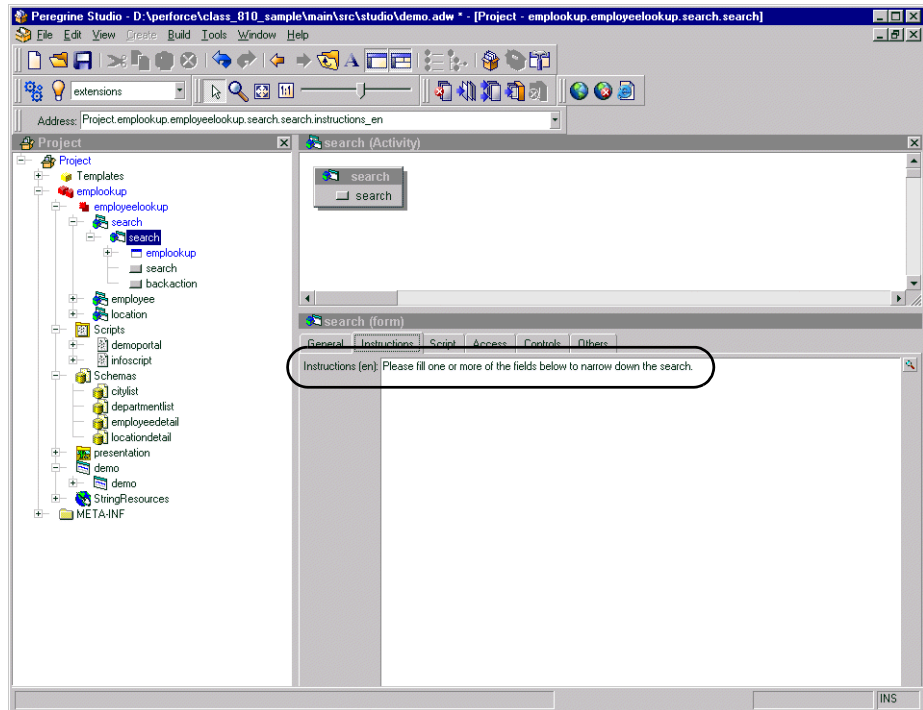 Peregrine Studio - D:\perforce\class_810_sample\main\src\studio\demo.adw * - [Project - emplookup.employeelookup.search.search]
File Edit View Create Build Tools Window Help
A
extensions
1:1
Address: Project.emplookup.employeelookup.search.search.instructions_en
Project
Project
Templates
emplookup
employeelookup
search
search
emplookup
search
backaction
employee
location
Scripts
demoportal
infoscript
Schemas
citylist
departmentlist
employeedetail
locationdetail
presentation
demo
demo
StringResources
META-INF
search (Activity)
search
search
search (form)
General Instructions Script Access Controls Others
Instructions (en): Please fill one or more of the fields below to narrow down the search.
INS